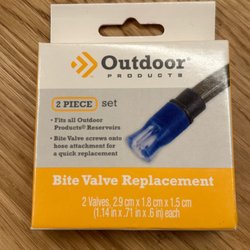 Outdoor
PRODUCTS
2 PIECE set
• Fits all Outdoor
Products® Reservoirs
• Bite Valve screws onto
hose attachment for
a quick replacement
Bite Valve Replacement
2 Valves, 2.9 cm x 1.8 cm x 1.5 cm
(1.14 in x .71 in x .6 in) each